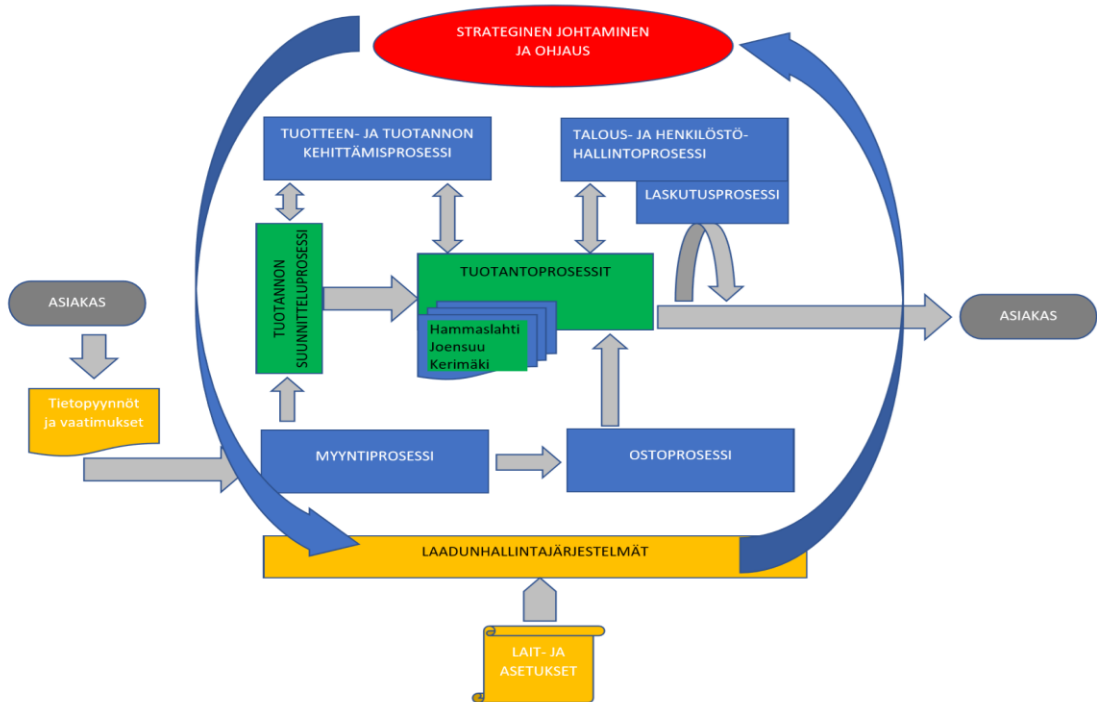 STRATEGINEN JOHTAMINEN
JA OHJAUS
TUOTTEEN- JA TUOTANNON
KEHITTÄMISPROSESSI
TALOUS- JA HENKILÖSTÖ-
HALLINTOPROSESSI
LASKUTUSPROSESSI
TUOTANNON
SUUNNITTELUPROSESSI
TUOTANTOPROSESSIT
Hammaslahti
Joensuu
Kerimäki
ASIAKAS
ASIAKAS
Tietopyynnöt
ja vaatimukset
MYYNTIPROSESSI
OSTOPROSESSI
LAADUNHALLINTAJÄRJESTELMÄT
LAIT- JA
ASETUKSET